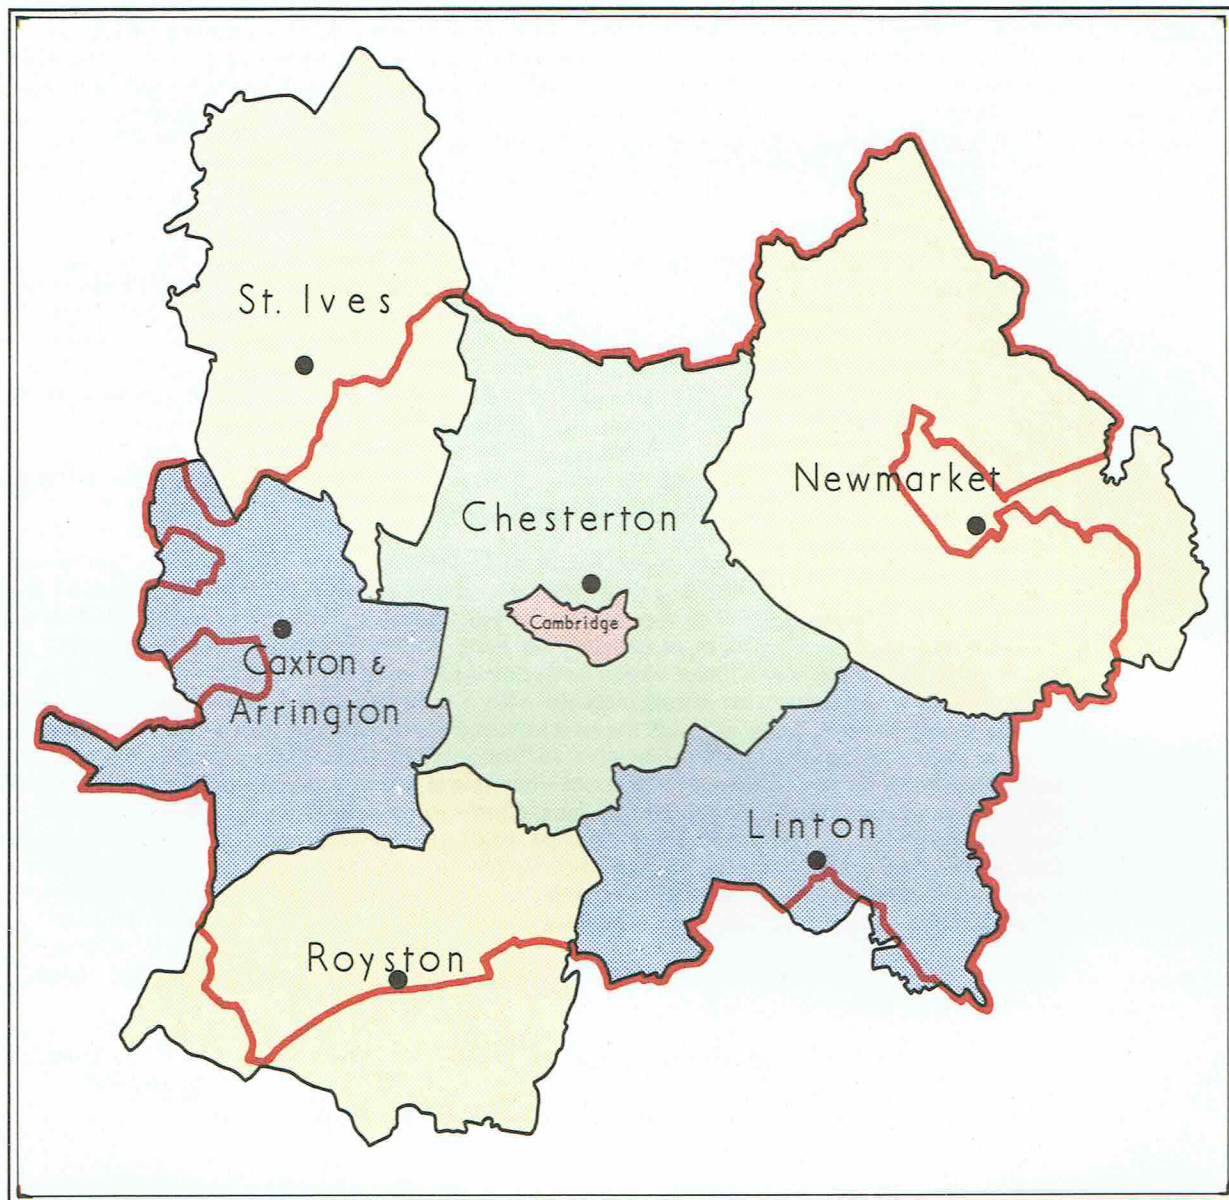 St. Ives
Newmarket
Chesterton
Cambridge
Caxton &
Arrington
Linton
Royston